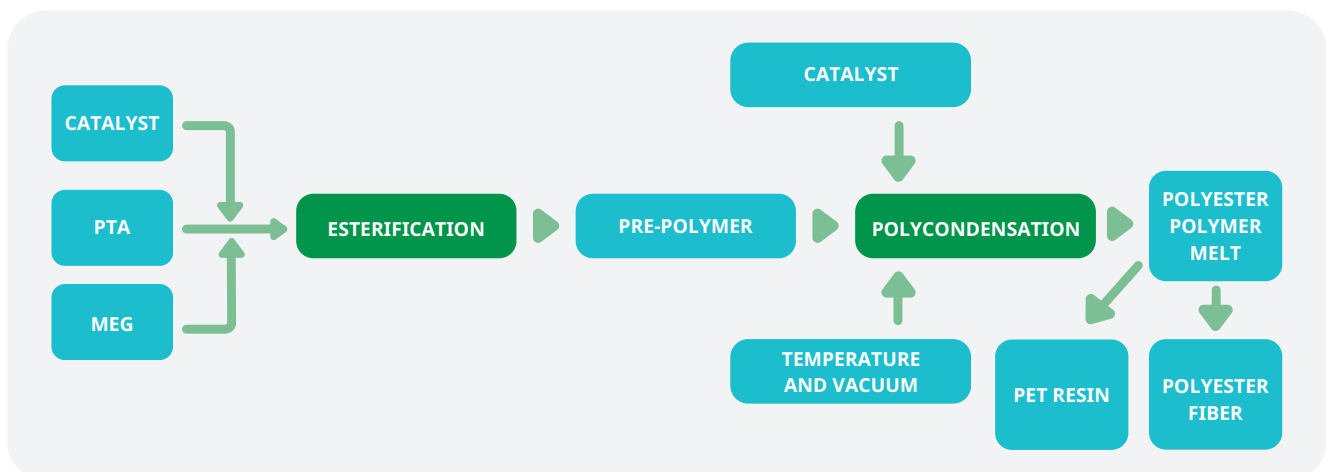 CATALYST
PTA
MEG
ESTERIFICATION
PRE-POLYMER
CATALYST
POLYCONDENSATION
TEMPERATURE
AND VACUUM
POLYESTER
POLYMER
MELT
PET RESIN
POLYESTER
FIBER